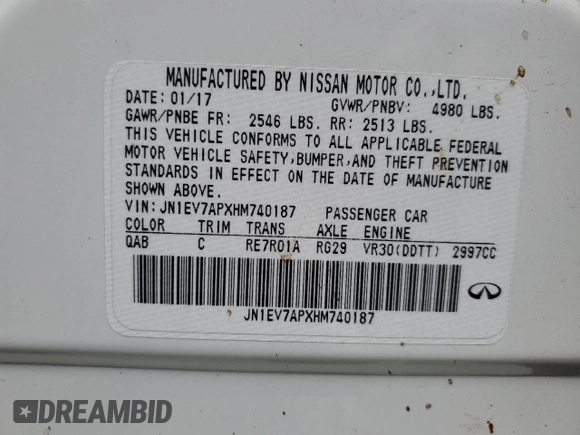 MANUFACTURED BY NISSAN MOTOR CO.,LTD.
DATE: 01/17 GVWR/PNBV: 4980 LBS.
GAWR/PNBE FR: 2546 LBS. RR: 2513 LBS.
THIS VEHICLE CONFORMS TO ALL APPLICABLE FEDERAL
MOTOR VEHICLE SAFETY,BUMPER,AND THEFT PREVENTION
STANDARDS IN EFFECT ON THE DATE OF MANUFACTURE
SHOWN ABOVE.
VIN: JN1EV7APXHM740187 PASSENGER CAR
COLOR TRIM TRANS AXLE ENGINE
QAB C RE7R01A RG29 VR30(DDTT) 2997CC
JN1EV7APXHM740187
DREAMBID